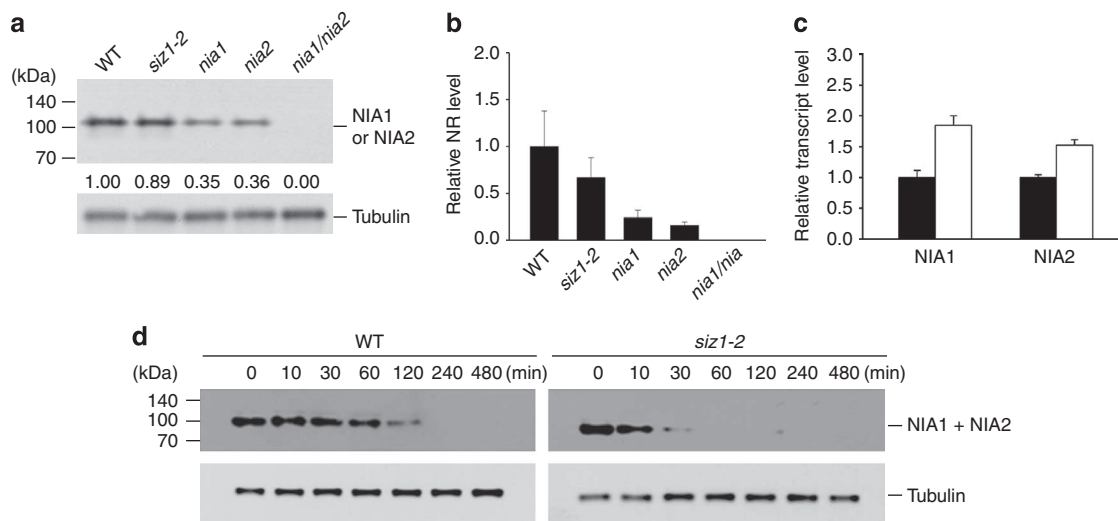 a
(kDa)
WT
siz1-2
nia1
nia2
nia1/nia2
140
100
70
NIA1
or NIA2
1.00 0.89 0.35 0.36 0.00
Tubulin
b
Relative NR level
2.0
1.5
1.0
0.5
0.0
WT
siz1-2
nia1
nia2
nia1/nia
c
Relative transcript level
3.0
2.5
2.0
1.5
1.0
0.5
0.0
NIA1 NIA2
d
WT siz1-2
(kDa) 0 10 30 60 120 240 480 (min) 0 10 30 60 120 240 480 (min)
140
100
70
NIA1 + NIA2
Tubulin